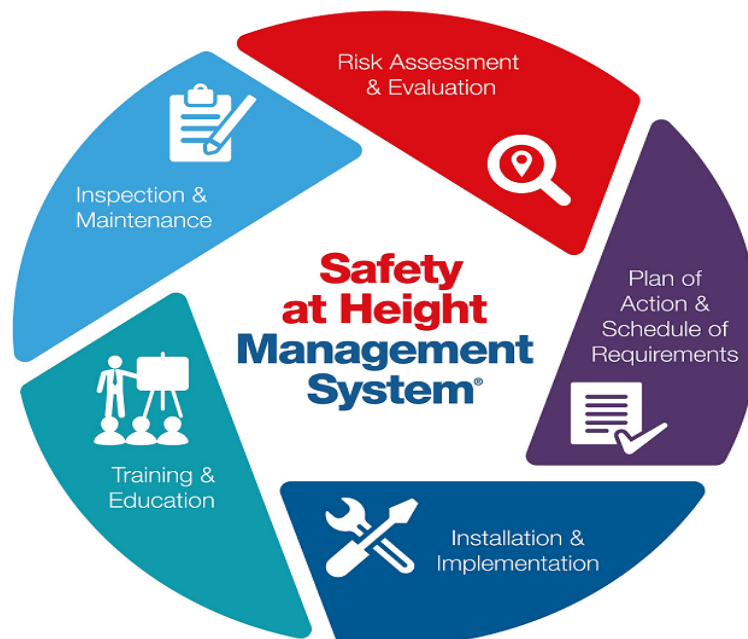 Risk Assessment
& Evaluation
Plan of
Action &
Schedule of
Requirements
Installation &
Implementation
Training &
Education
Inspection &
Maintenance
Safety
at Height
Management
System®